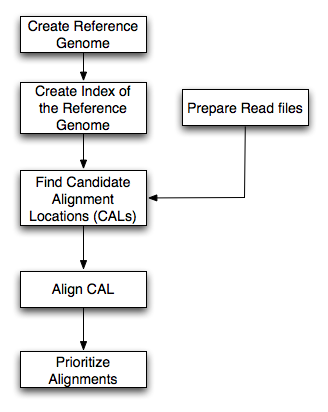 Create Reference
Genome
Create Index of
the Reference
Genome
Prepare Read files
Find Candidate
Alignment
Locations (CALs)
Align CAL
Prioritize
Alignments